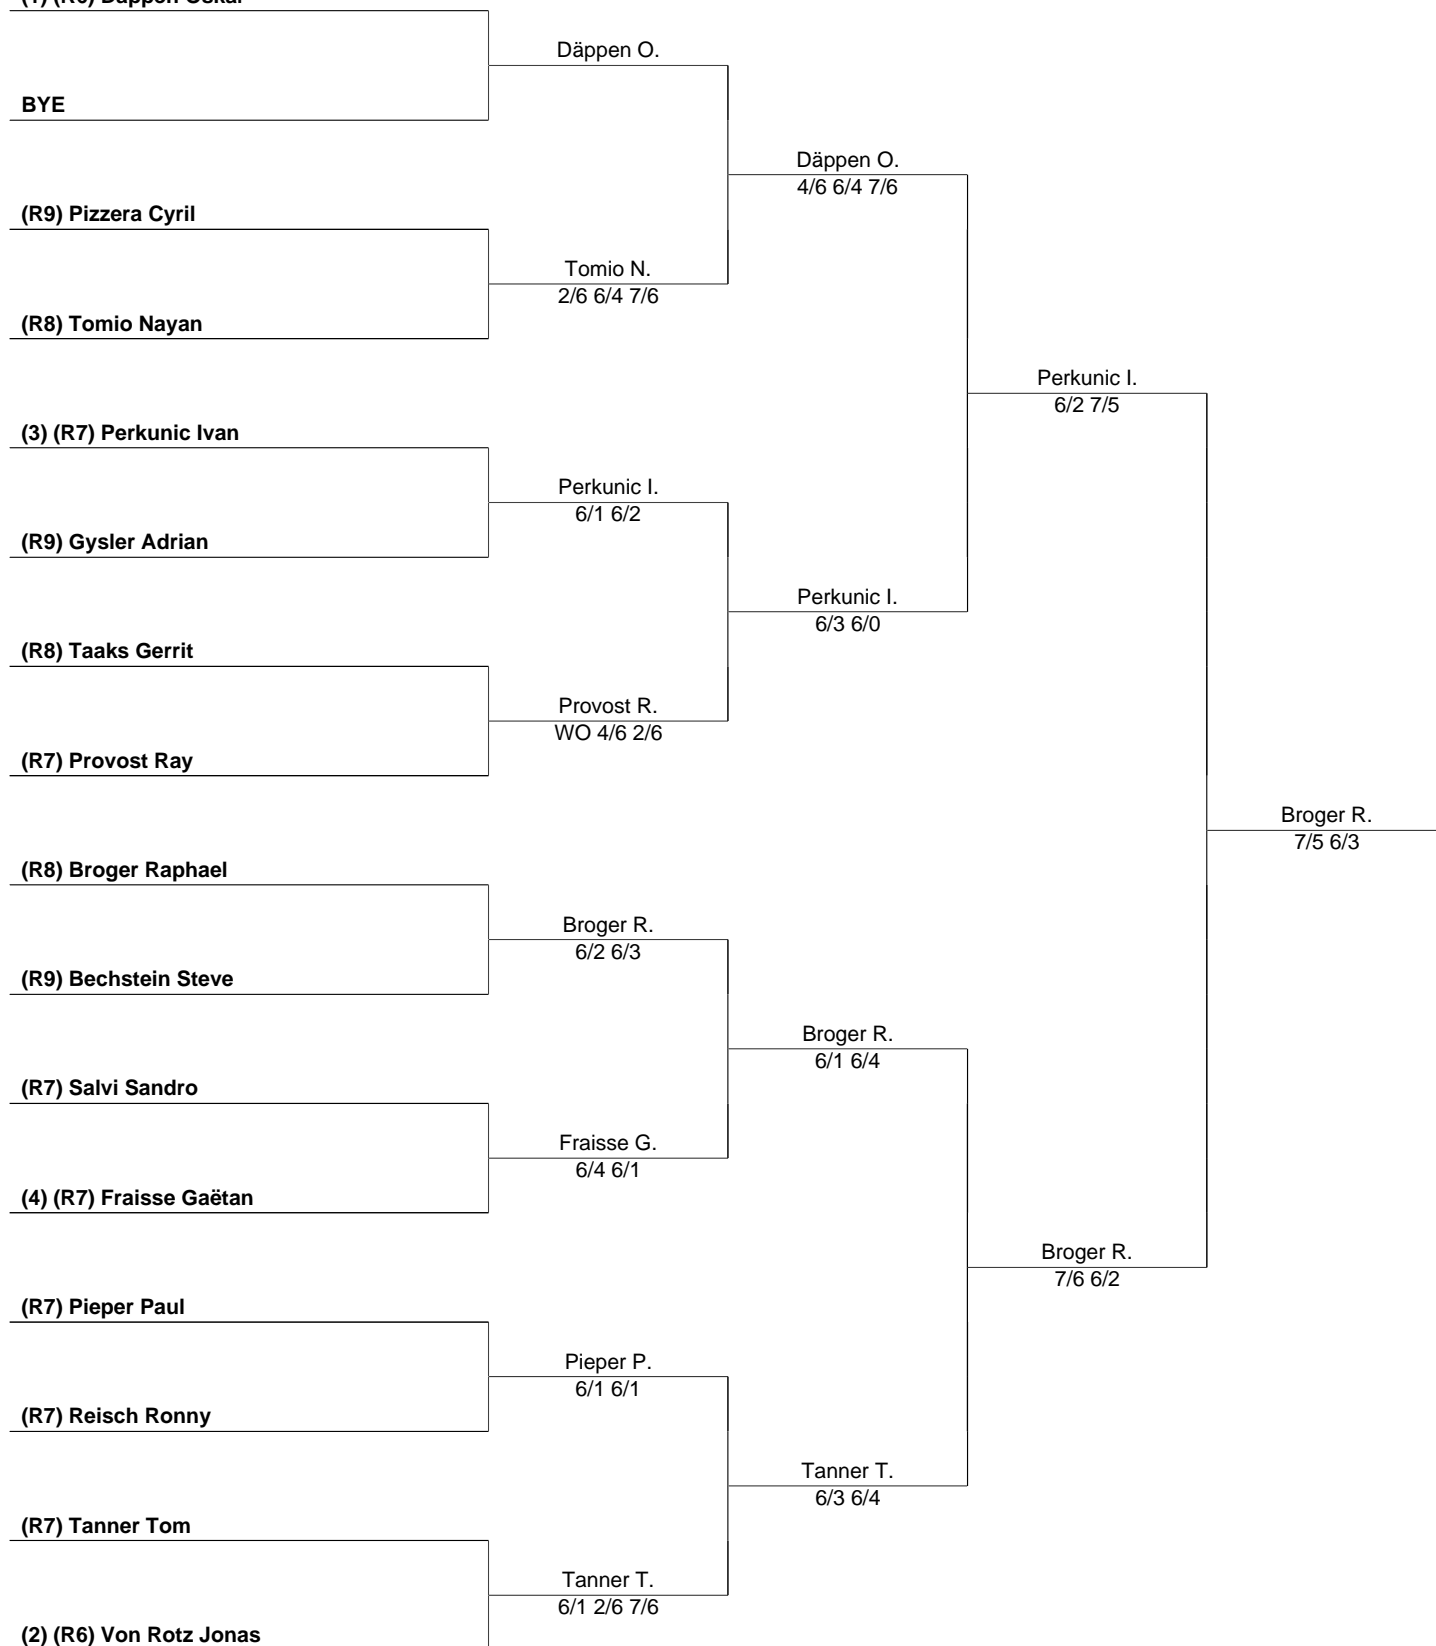 (1) (R6) Däppen Oskar
Däppen O.
BYE
Däppen O.
4/6 6/4 7/6
(R9) Pizzera Cyril
Tomio N.
2/6 6/4 7/6
(R8) Tomio Nayan
Perkunic I.
6/2 7/5
(3) (R7) Perkunic Ivan
Perkunic I.
6/1 6/2
(R9) Gysler Adrian
Perkunic I.
6/3 6/0
(R8) Taaks Gerrit
Provost R.
WO 4/6 2/6
(R7) Provost Ray
Broger R.
7/5 6/3
(R8) Broger Raphael
Broger R.
6/2 6/3
(R9) Bechstein Steve
Broger R.
6/1 6/4
(R7) Salvi Sandro
Fraisse G.
6/4 6/1
(4) (R7) Fraisse Gaëtan
Broger R.
7/6 6/2
(R7) Pieper Paul
Pieper P.
6/1 6/1
(R7) Reisch Ronny
Tanner T.
6/3 6/4
(R7) Tanner Tom
Tanner T.
6/1 2/6 7/6
(2) (R6) Von Rotz Jonas